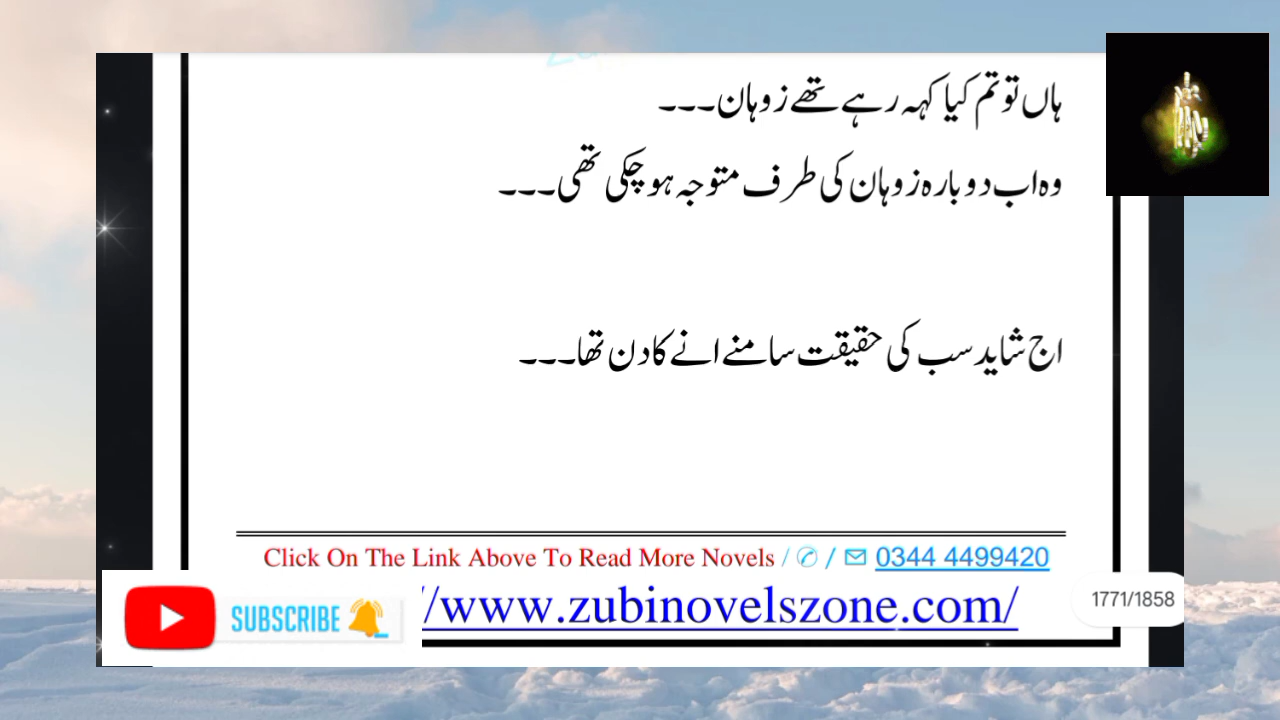 ہاں تو تم کیا کہہ رہے تھے زوہان۔۔۔
وہ اب دوبارہ زوہان کی طرف متوجہ ہو چکی تھی۔۔۔
اج شاید سب کی حقیقت سامنے انے کا دن تھا۔۔۔
Click On The Link Above To Read More Novels / ✆ / ✉ 0344 4499420
/www.zubinovelszone.com/
1771/1858
SUBSCRIBE